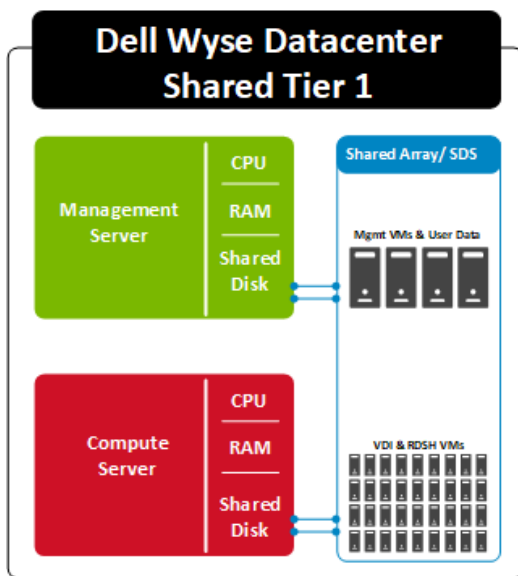 Dell Wyse Datacenter
Shared Tier 1
Management
Server
CPU
RAM
Shared
Disk
Shared Array/ SDS
Mgmt VMs & User Data
Compute
Server
CPU
RAM
Shared
Disk
VDI & RDSH VMs